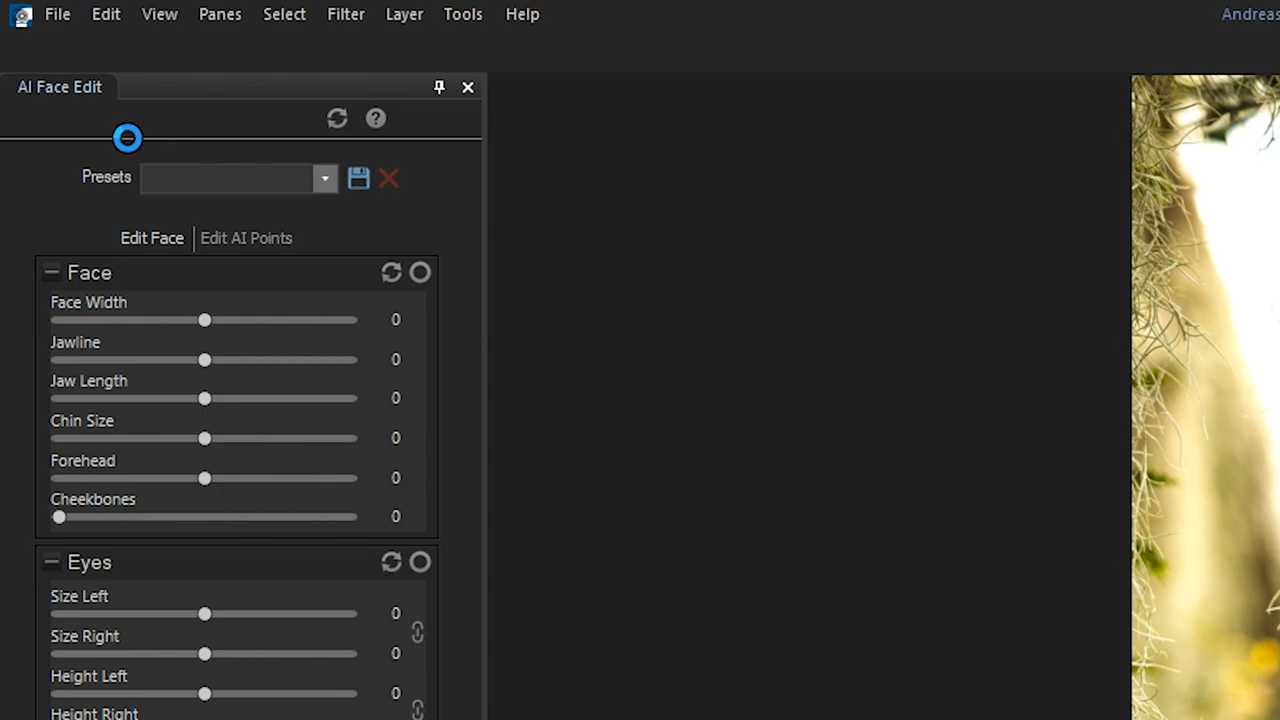 File Edit View Panes Select Filter Layer Tools Help Andreas
AI Face Edit
Presets
Edit Face Edit AI Points
Face
Face Width 0
Jawline 0
Jaw Length 0
Chin Size 0
Forehead 0
Cheekbones 0
Eyes
Size Left 0
Size Right 0
Height Left 0
Height Right